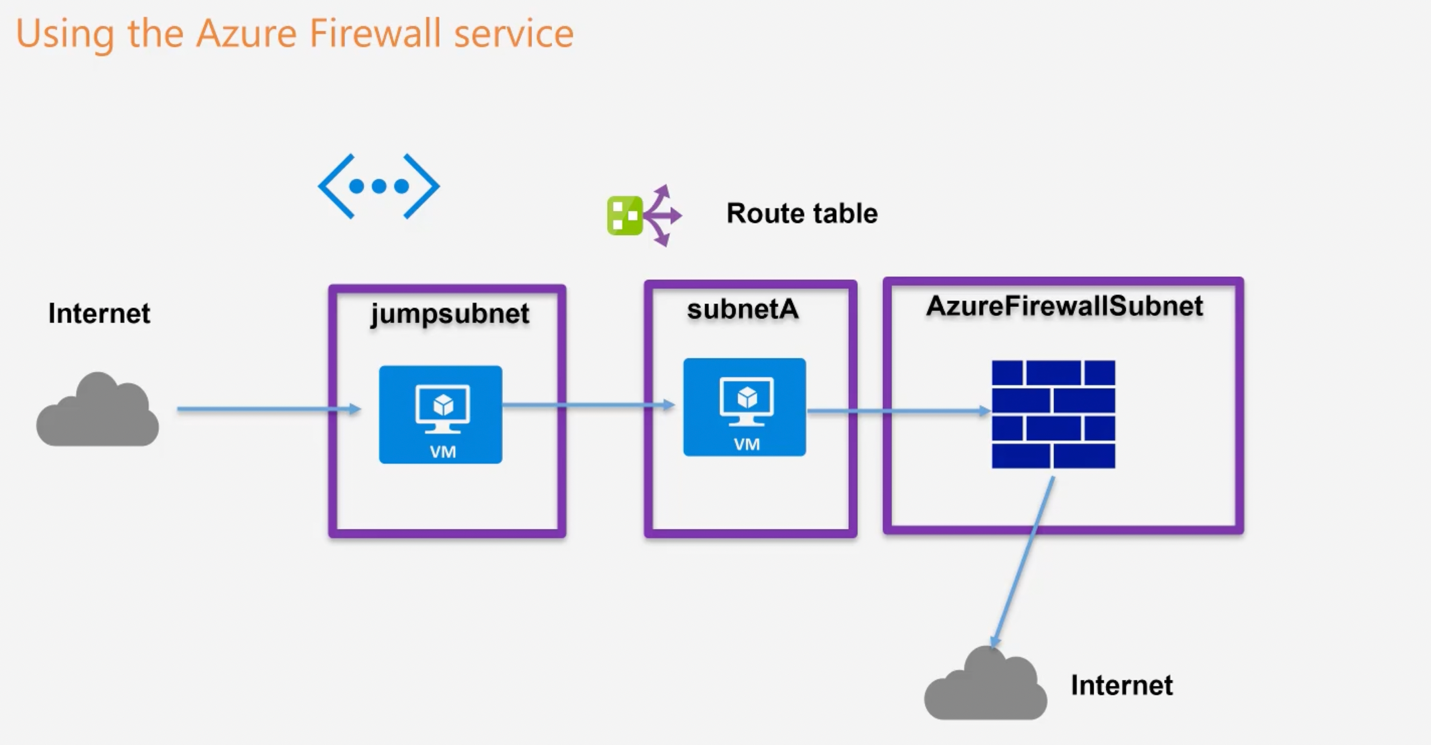 Using the Azure Firewall service
Route table
Internet
jumpsubnet
subnetA
AzureFirewallSubnet
VM
VM
Internet